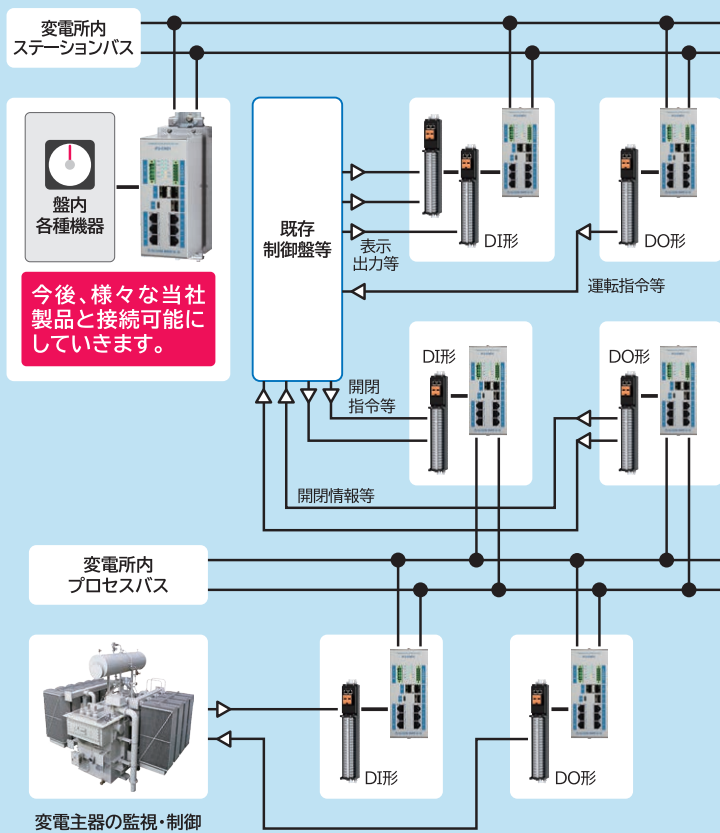 変電所内
ステーションバス
盤内
各種機器
今後、様々な当社
製品と接続可能に
していきます。
既存
制御盤等
表示
出力等
DI形
DO形
運転指令等
DI形
DO形
開閉
指令等
開閉情報等
変電所内
プロセスバス
変電主器の監視・制御
DI形
DO形